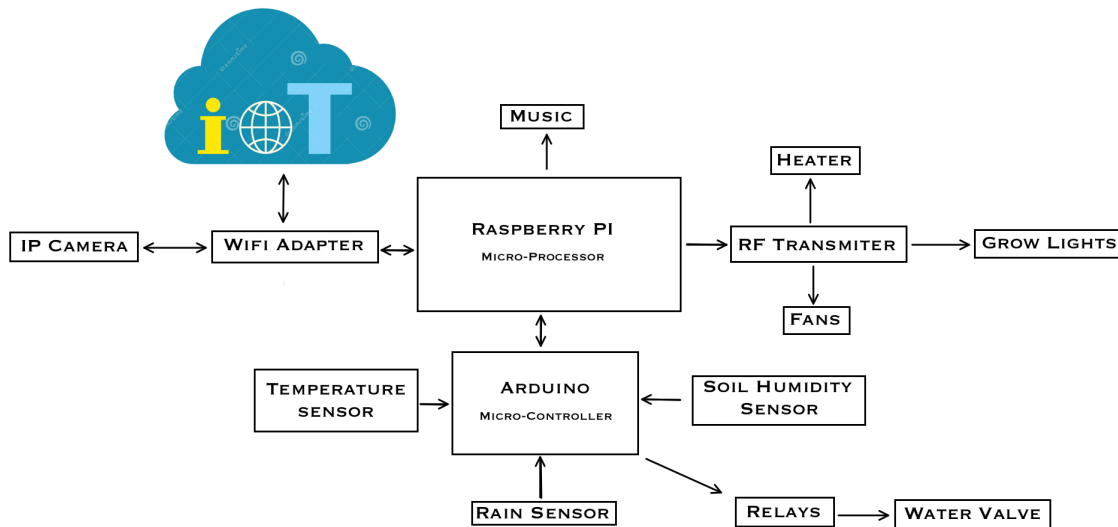 iOT
MUSIC
HEATER
RASPBERRY PI
MICRO-PROCESSOR
IP CAMERA
WIFI ADAPTER
RF TRANSMITER
GROW LIGHTS
FANS
TEMPERATURE
SENSOR
ARDUINO
MICRO-CONTROLLER
SOIL HUMIDITY
SENSOR
RAIN SENSOR
RELAYS
WATER VALVE